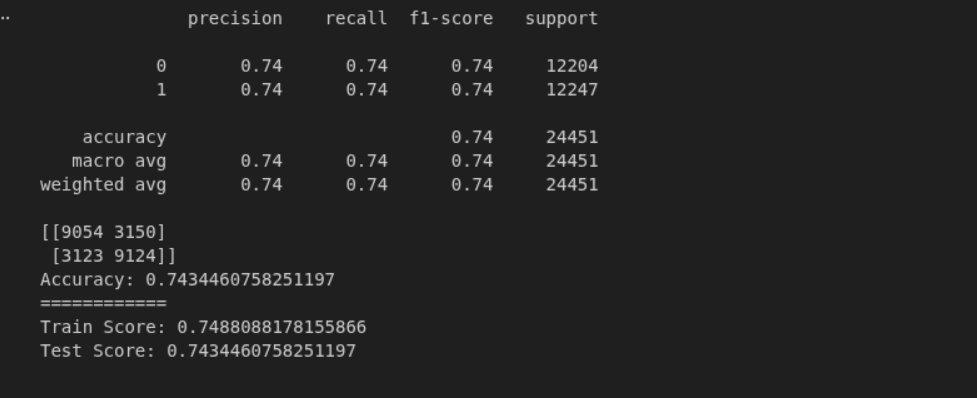 ··
precision recall f1-score support
0 0.74 0.74 0.74 12204
1 0.74 0.74 0.74 12247
accuracy 0.74 24451
macro avg 0.74 0.74 0.74 24451
weighted avg 0.74 0.74 0.74 24451
[[9054 3150]
[3123 9124]]
Accuracy: 0.7434460758251197
============
Train Score: 0.7488088178155866
Test Score: 0.7434460758251197